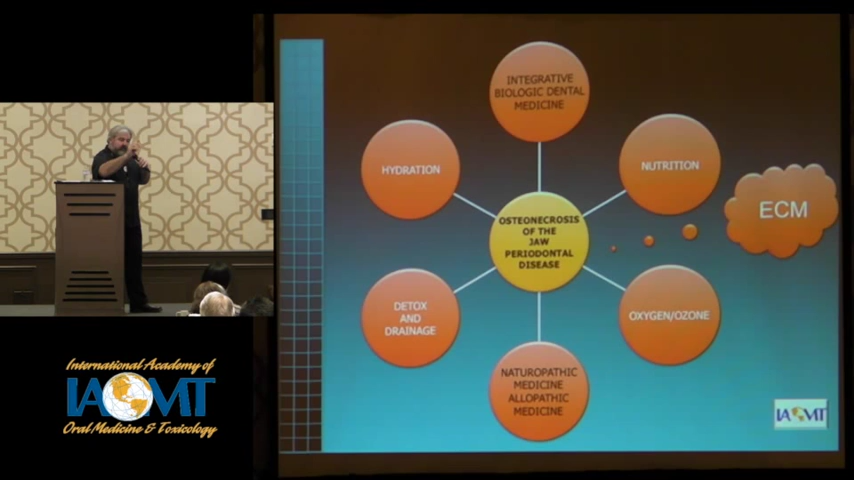 INTEGRATIVE
BIOLOGIC DENTAL
MEDICINE
HYDRATION
NUTRITION
OSTEONECROSIS
OF THE
JAW
PERIODONTAL
DISEASE
ECM
DETOX
AND
DRAINAGE
OXYGEN/OZONE
NATUROPATHIC
MEDICINE
ALLOPATHIC
MEDICINE
IAOMT
International Academy of
IAOMT
Oral Medicine & Toxicology